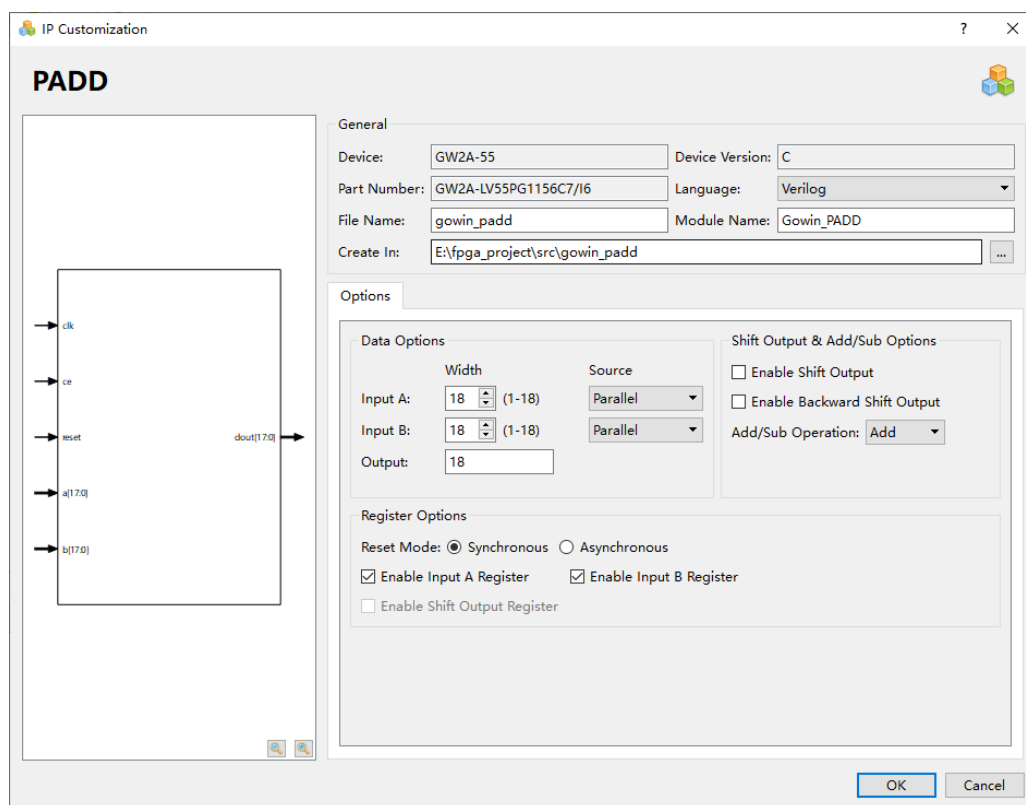 IP Customization
?
PADD
General
Device: GW2A-55 Device Version: C
Part Number: GW2A-LV55PG1156C7/I6 Language: Verilog
File Name: gowin_padd Module Name: Gowin_PADD
Create In: E:\fpga_project\src\gowin_padd ...
Options
clk
ce
reset
a[17:0]
b[17:0]
dout[17:0]
Data Options
Width Source
Input A: 18 (1-18) Parallel
Input B: 18 (1-18) Parallel
Output: 18
Shift Output & Add/Sub Options
Enable Shift Output
Enable Backward Shift Output
Add/Sub Operation: Add
Register Options
Reset Mode: Synchronous Asynchronous
Enable Input A Register Enable Input B Register
Enable Shift Output Register
OK Cancel